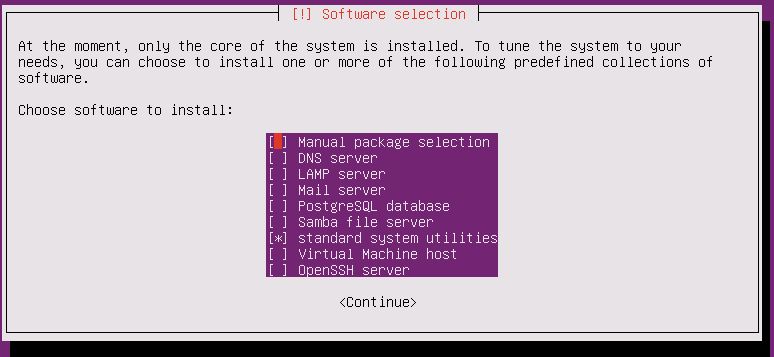 [!] Software selection
At the moment, only the core of the system is installed. To tune the system to your
needs, you can choose to install one or more of the following predefined collections of
software.
Choose software to install:
[ ] Manual package selection
[ ] DNS server
[ ] LAMP server
[ ] Mail server
[ ] PostgreSQL database
[ ] Samba file server
[*] standard system utilities
[ ] Virtual Machine host
[ ] OpenSSH server
<Continue>